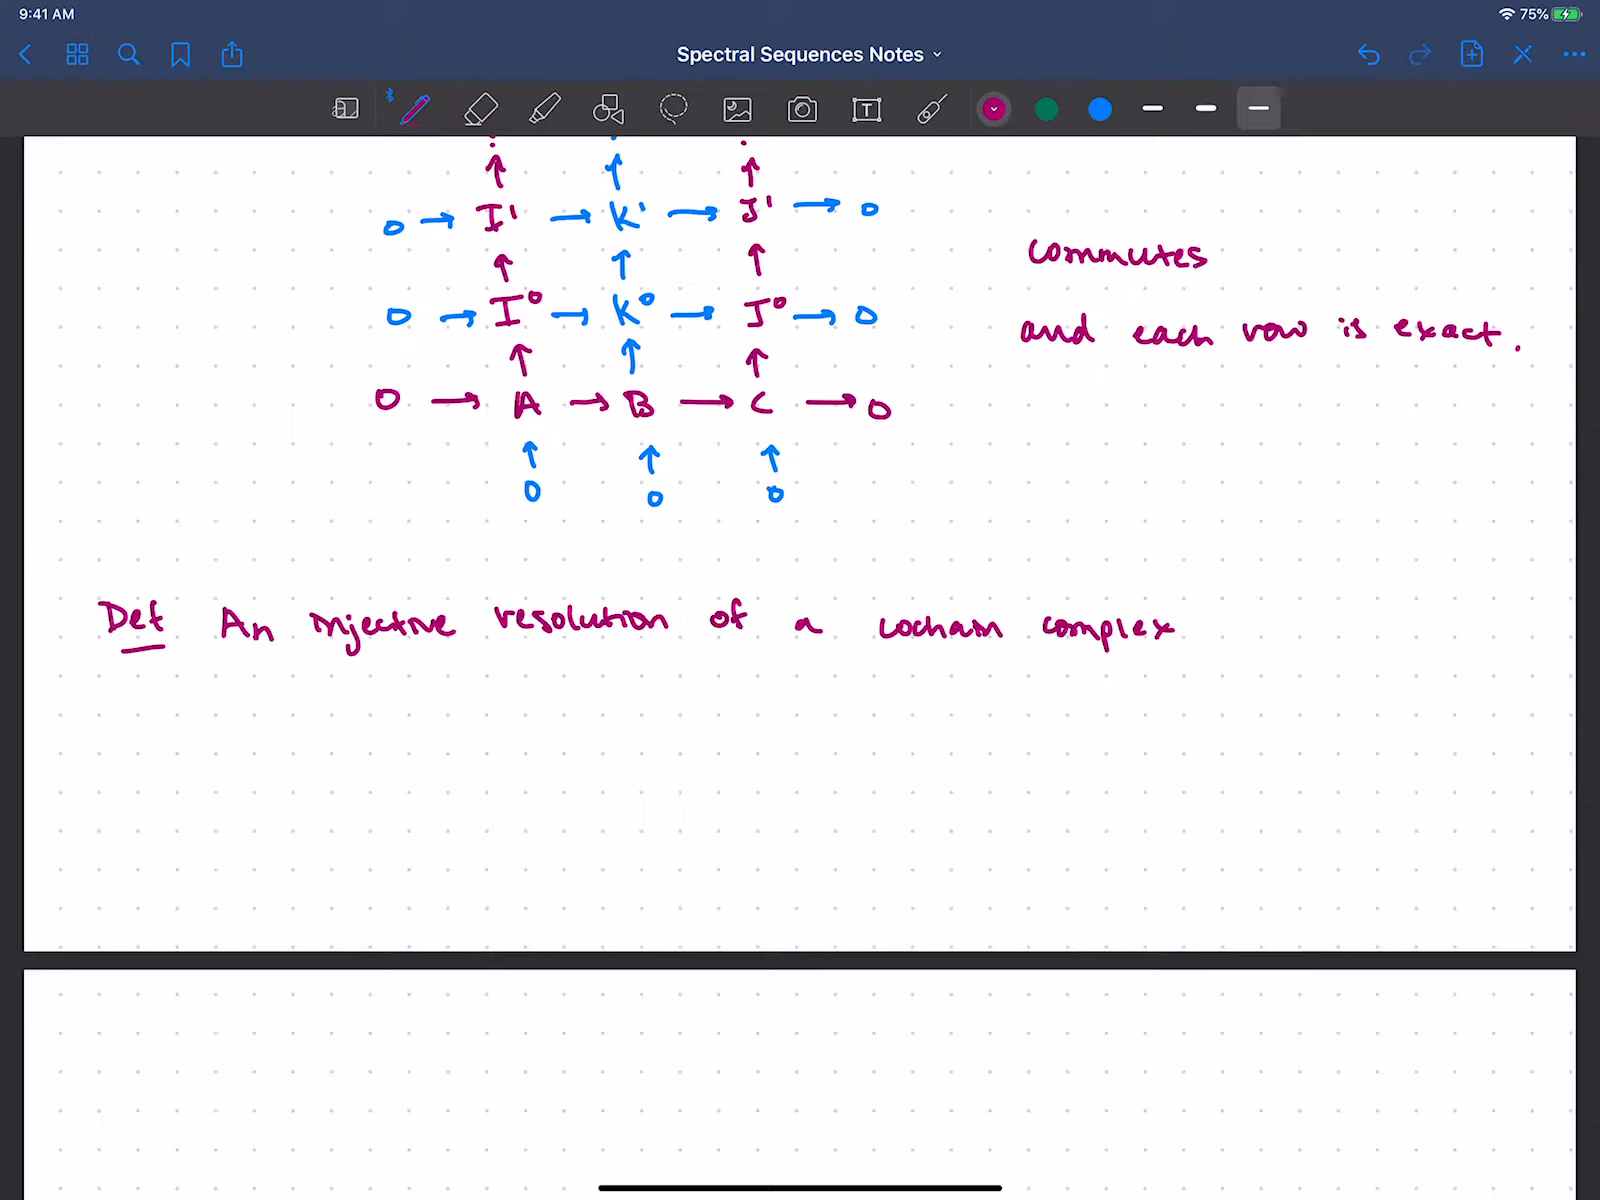 9:41 AM
75%
Spectral Sequences Notes
0 → I¹ → K¹ → J¹ → 0
commutes
0 → I⁰ → K⁰ → J⁰ → 0
and each row is exact.
0 → A → B → C → 0
0 0 0
Def An injective resolution of a cochain complex